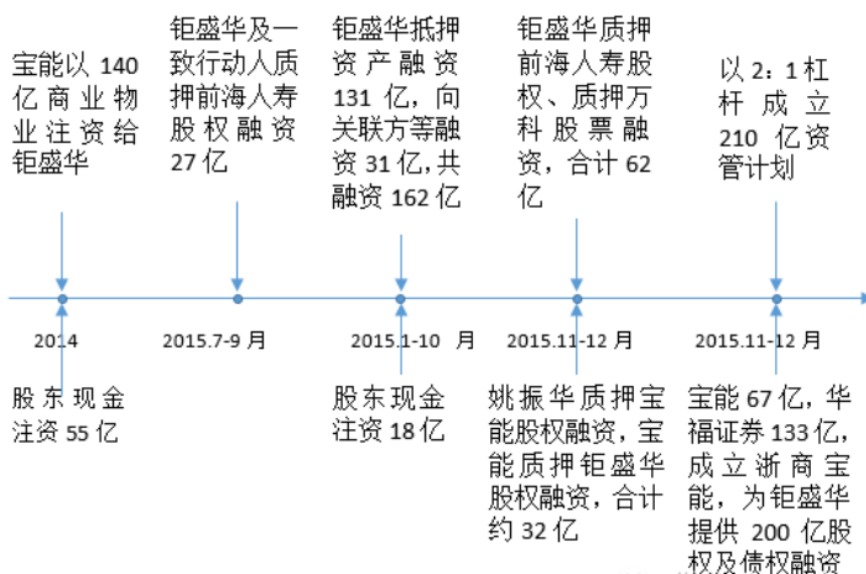 宝能以 140
亿商业物
业注资给
钜盛华
钜盛华及一
致行动人质
押前海人寿
股权融资
27 亿
钜盛华抵押
资产融资
131 亿，向
关联方等融
资 31 亿，共
融资 162 亿
钜盛华质押
前海人寿股
权、质押万
科股票融
资，合计 62
亿
以 2：1 杠
杆成立
210 亿资
管计划
2014
2015.7-9 月
2015.1-10 月
2015.11-12 月
2015.11-12 月
股东现金
注资 55 亿
股东现金
注资 18 亿
姚振华质押宝
能股权融资，宝
能质押钜盛华
股权融资，合计
约 32 亿
宝能 67 亿，华
福证券 133 亿，
成立浙商宝
能，为钜盛华
提供 200 亿股
权及债权融资